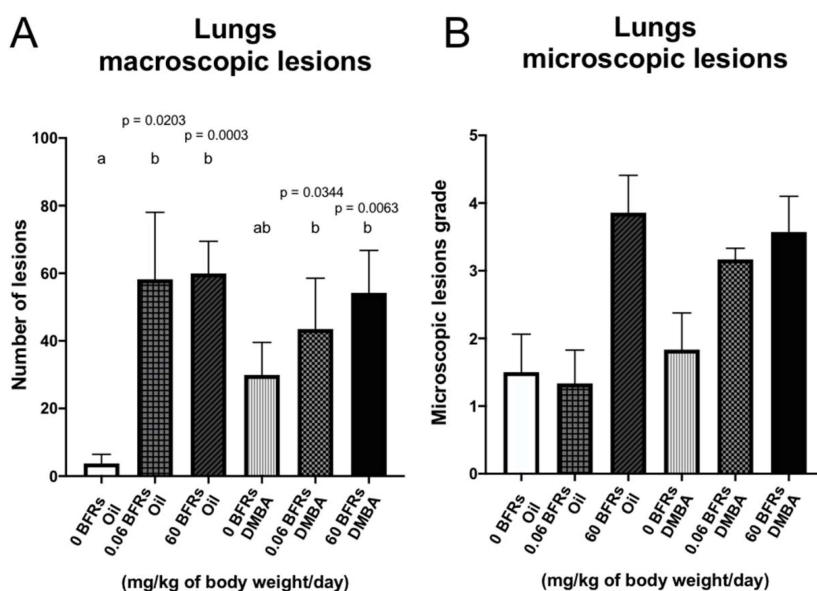 A
Lungs
macroscopic lesions
p = 0.0203
p = 0.0003
a
b
b
p = 0.0344
p = 0.0063
ab
b
b
100
80
60
40
20
0
Number of lesions
0 BFRs
Oil
0.06 BFRs
Oil
60 BFRs
Oil
0 BFRs
DMBA
0.06 BFRs
DMBA
60 BFRs
DMBA
(mg/kg of body weight/day)
B
Lungs
microscopic lesions
5
4
3
2
1
0
Microscopic lesions grade
0 BFRs
Oil
0.06 BFRs
Oil
60 BFRs
Oil
0 BFRs
DMBA
0.06 BFRs
DMBA
60 BFRs
DMBA
(mg/kg of body weight/day)